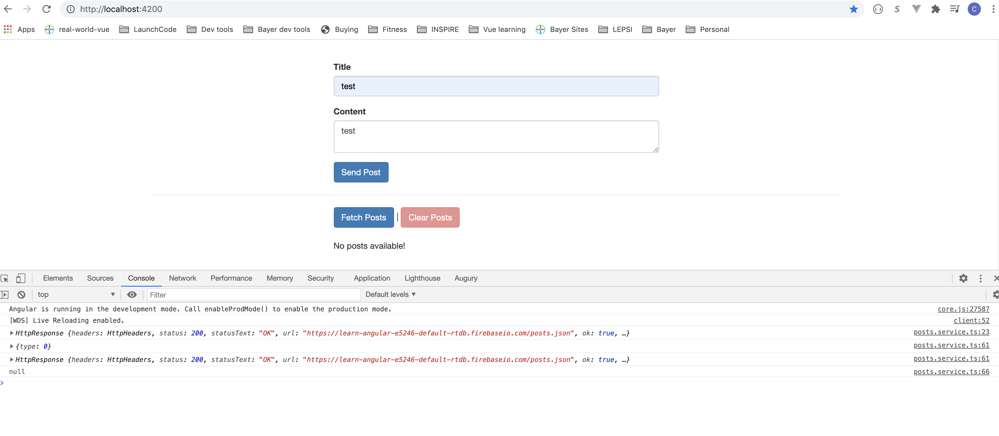 http://localhost:4200
C
Apps real-world-vue LaunchCode Dev tools Bayer dev tools Buying Fitness INSPIRE Vue learning Bayer Sites LEPSI Bayer Personal
Title
test
Content
test
Send Post
Fetch Posts | Clear Posts
No posts available!
Elements Sources Console Network Performance Memory Security Application Lighthouse Augury
top Filter Default levels
Angular is running in the development mode. Call enableProdMode() to enable the production mode. core.js:27587
[WDS] Live Reloading enabled. client:52
HttpResponse {headers: HttpHeaders, status: 200, statusText: "OK", url: "https://learn-angular-e5246-default-rtdb.firebaseio.com/posts.json", ok: true, …} posts.service.ts:23
{type: 0} posts.service.ts:61
HttpResponse {headers: HttpHeaders, status: 200, statusText: "OK", url: "https://learn-angular-e5246-default-rtdb.firebaseio.com/posts.json", ok: true, …} posts.service.ts:61
null posts.service.ts:66